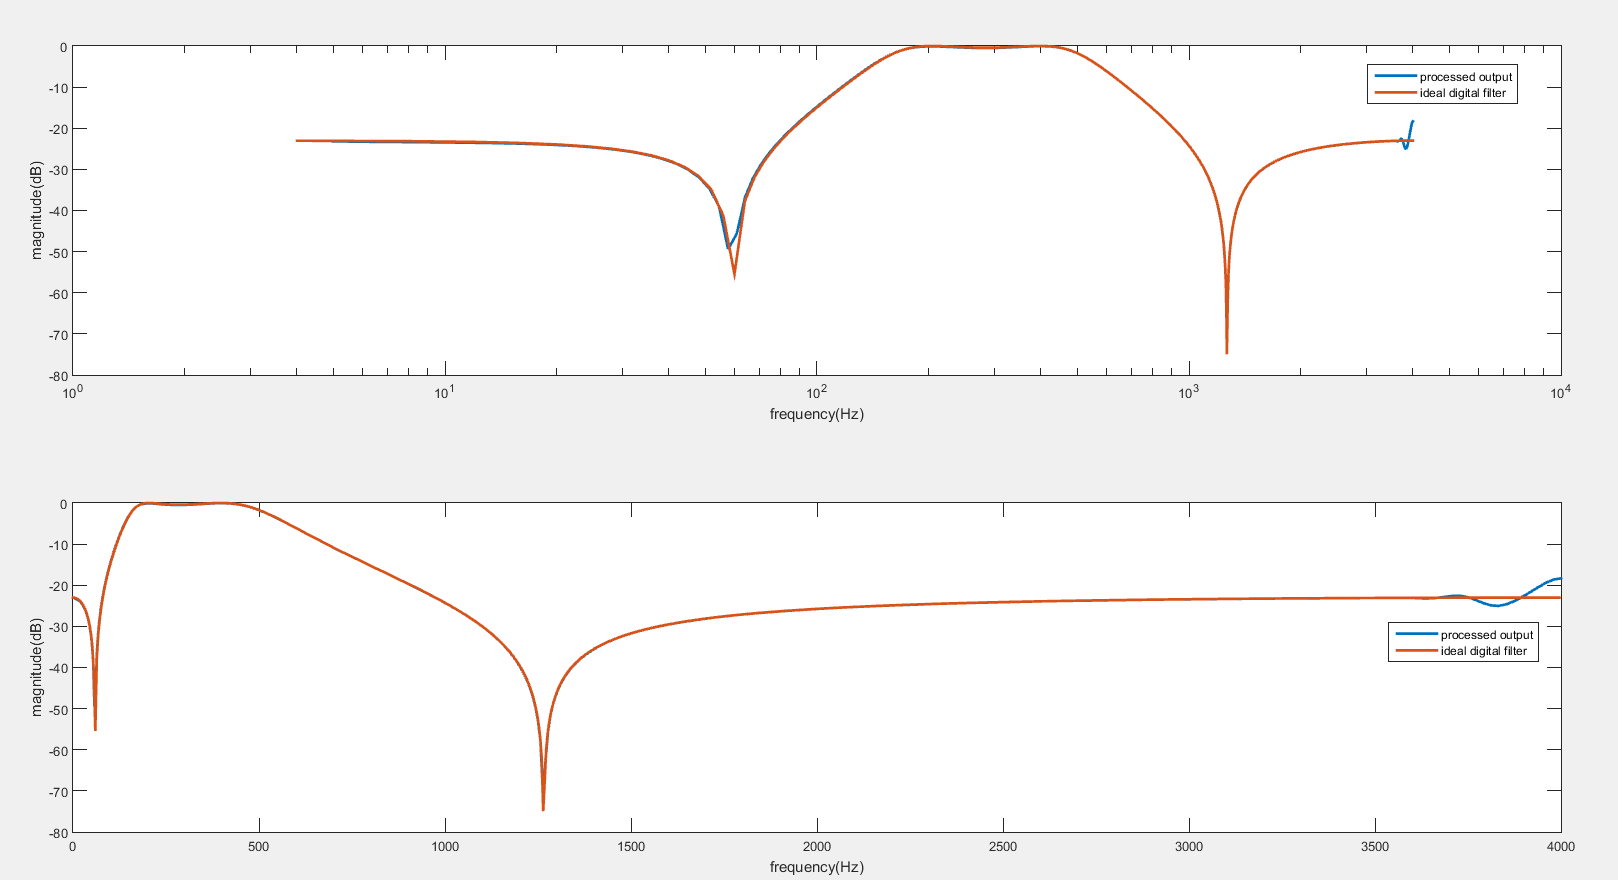 0
-10
-20
-30
-40
-50
-60
-70
-80
magnitude(dB)
processed output
ideal digital filter
10^0 10^1 10^2 10^3 10^4
frequency(Hz)
0
-10
-20
-30
-40
-50
-60
-70
-80
magnitude(dB)
processed output
ideal digital filter
0 500 1000 1500 2000 2500 3000 3500 4000
frequency(Hz)